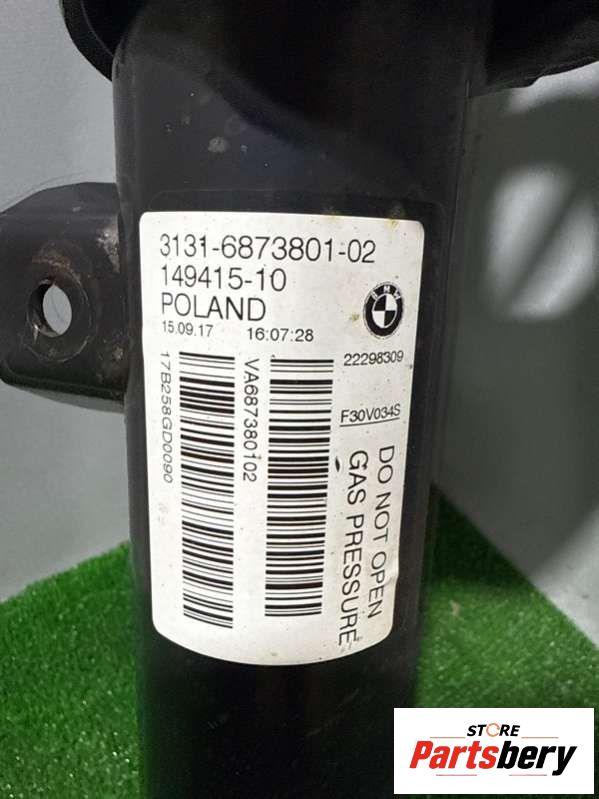 3131-6873801-02
149415-10
POLAND
15.09.17 16:07:28
BMW
22298309
F30V034S
17B258GD0090
VA687380102
DO NOT OPEN
GAS PRESSURE
STORE
Partsbery